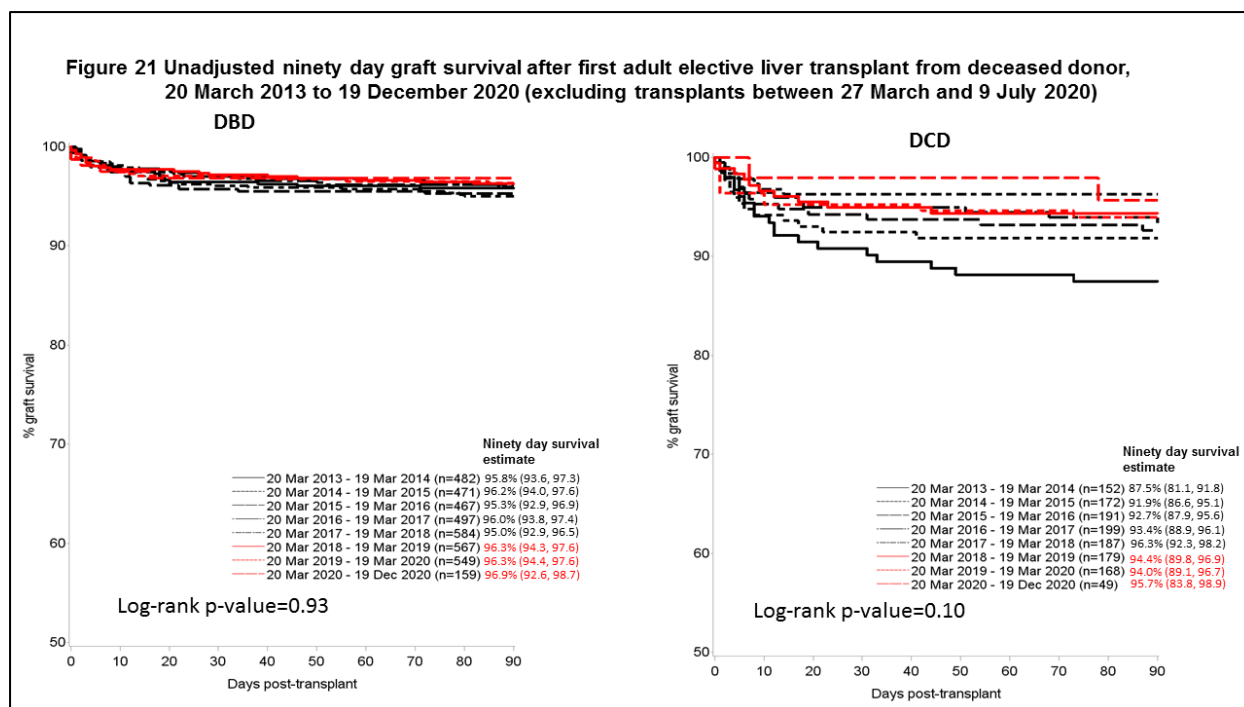 Figure 21 Unadjusted ninety day graft survival after first adult elective liver transplant from deceased donor,
20 March 2013 to 19 December 2020 (excluding transplants between 27 March and 9 July 2020)
DBD
100
90
80
70
60
50
% graft survival
0 10 20 30 40 50 60 70 80 90
Days post-transplant
Ninety day survival
estimate
20 Mar 2013 - 19 Mar 2014 (n=482) 95.8% (93.6, 97.3)
20 Mar 2014 - 19 Mar 2015 (n=471) 96.2% (94.0, 97.6)
20 Mar 2015 - 19 Mar 2016 (n=467) 95.3% (92.9, 96.9)
20 Mar 2016 - 19 Mar 2017 (n=497) 96.0% (93.8, 97.4)
20 Mar 2017 - 19 Mar 2018 (n=584) 95.0% (92.9, 96.5)
20 Mar 2018 - 19 Mar 2019 (n=567) 96.3% (94.3, 97.6)
20 Mar 2019 - 19 Mar 2020 (n=549) 96.3% (94.4, 97.6)
20 Mar 2020 - 19 Dec 2020 (n=159) 96.9% (92.6, 98.7)
Log-rank p-value=0.93
DCD
100
90
80
70
60
50
% graft survival
0 10 20 30 40 50 60 70 80 90
Days post-transplant
Ninety day survival
estimate
20 Mar 2013 - 19 Mar 2014 (n=152) 87.5% (81.1, 91.8)
20 Mar 2014 - 19 Mar 2015 (n=172) 91.9% (86.6, 95.1)
20 Mar 2015 - 19 Mar 2016 (n=191) 92.7% (87.9, 95.6)
20 Mar 2016 - 19 Mar 2017 (n=199) 93.4% (88.9, 96.1)
20 Mar 2017 - 19 Mar 2018 (n=187) 96.3% (92.3, 98.2)
20 Mar 2018 - 19 Mar 2019 (n=179) 94.4% (89.8, 96.9)
20 Mar 2019 - 19 Mar 2020 (n=168) 94.0% (89.1, 96.7)
20 Mar 2020 - 19 Dec 2020 (n=49) 95.7% (83.8, 98.9)
Log-rank p-value=0.10